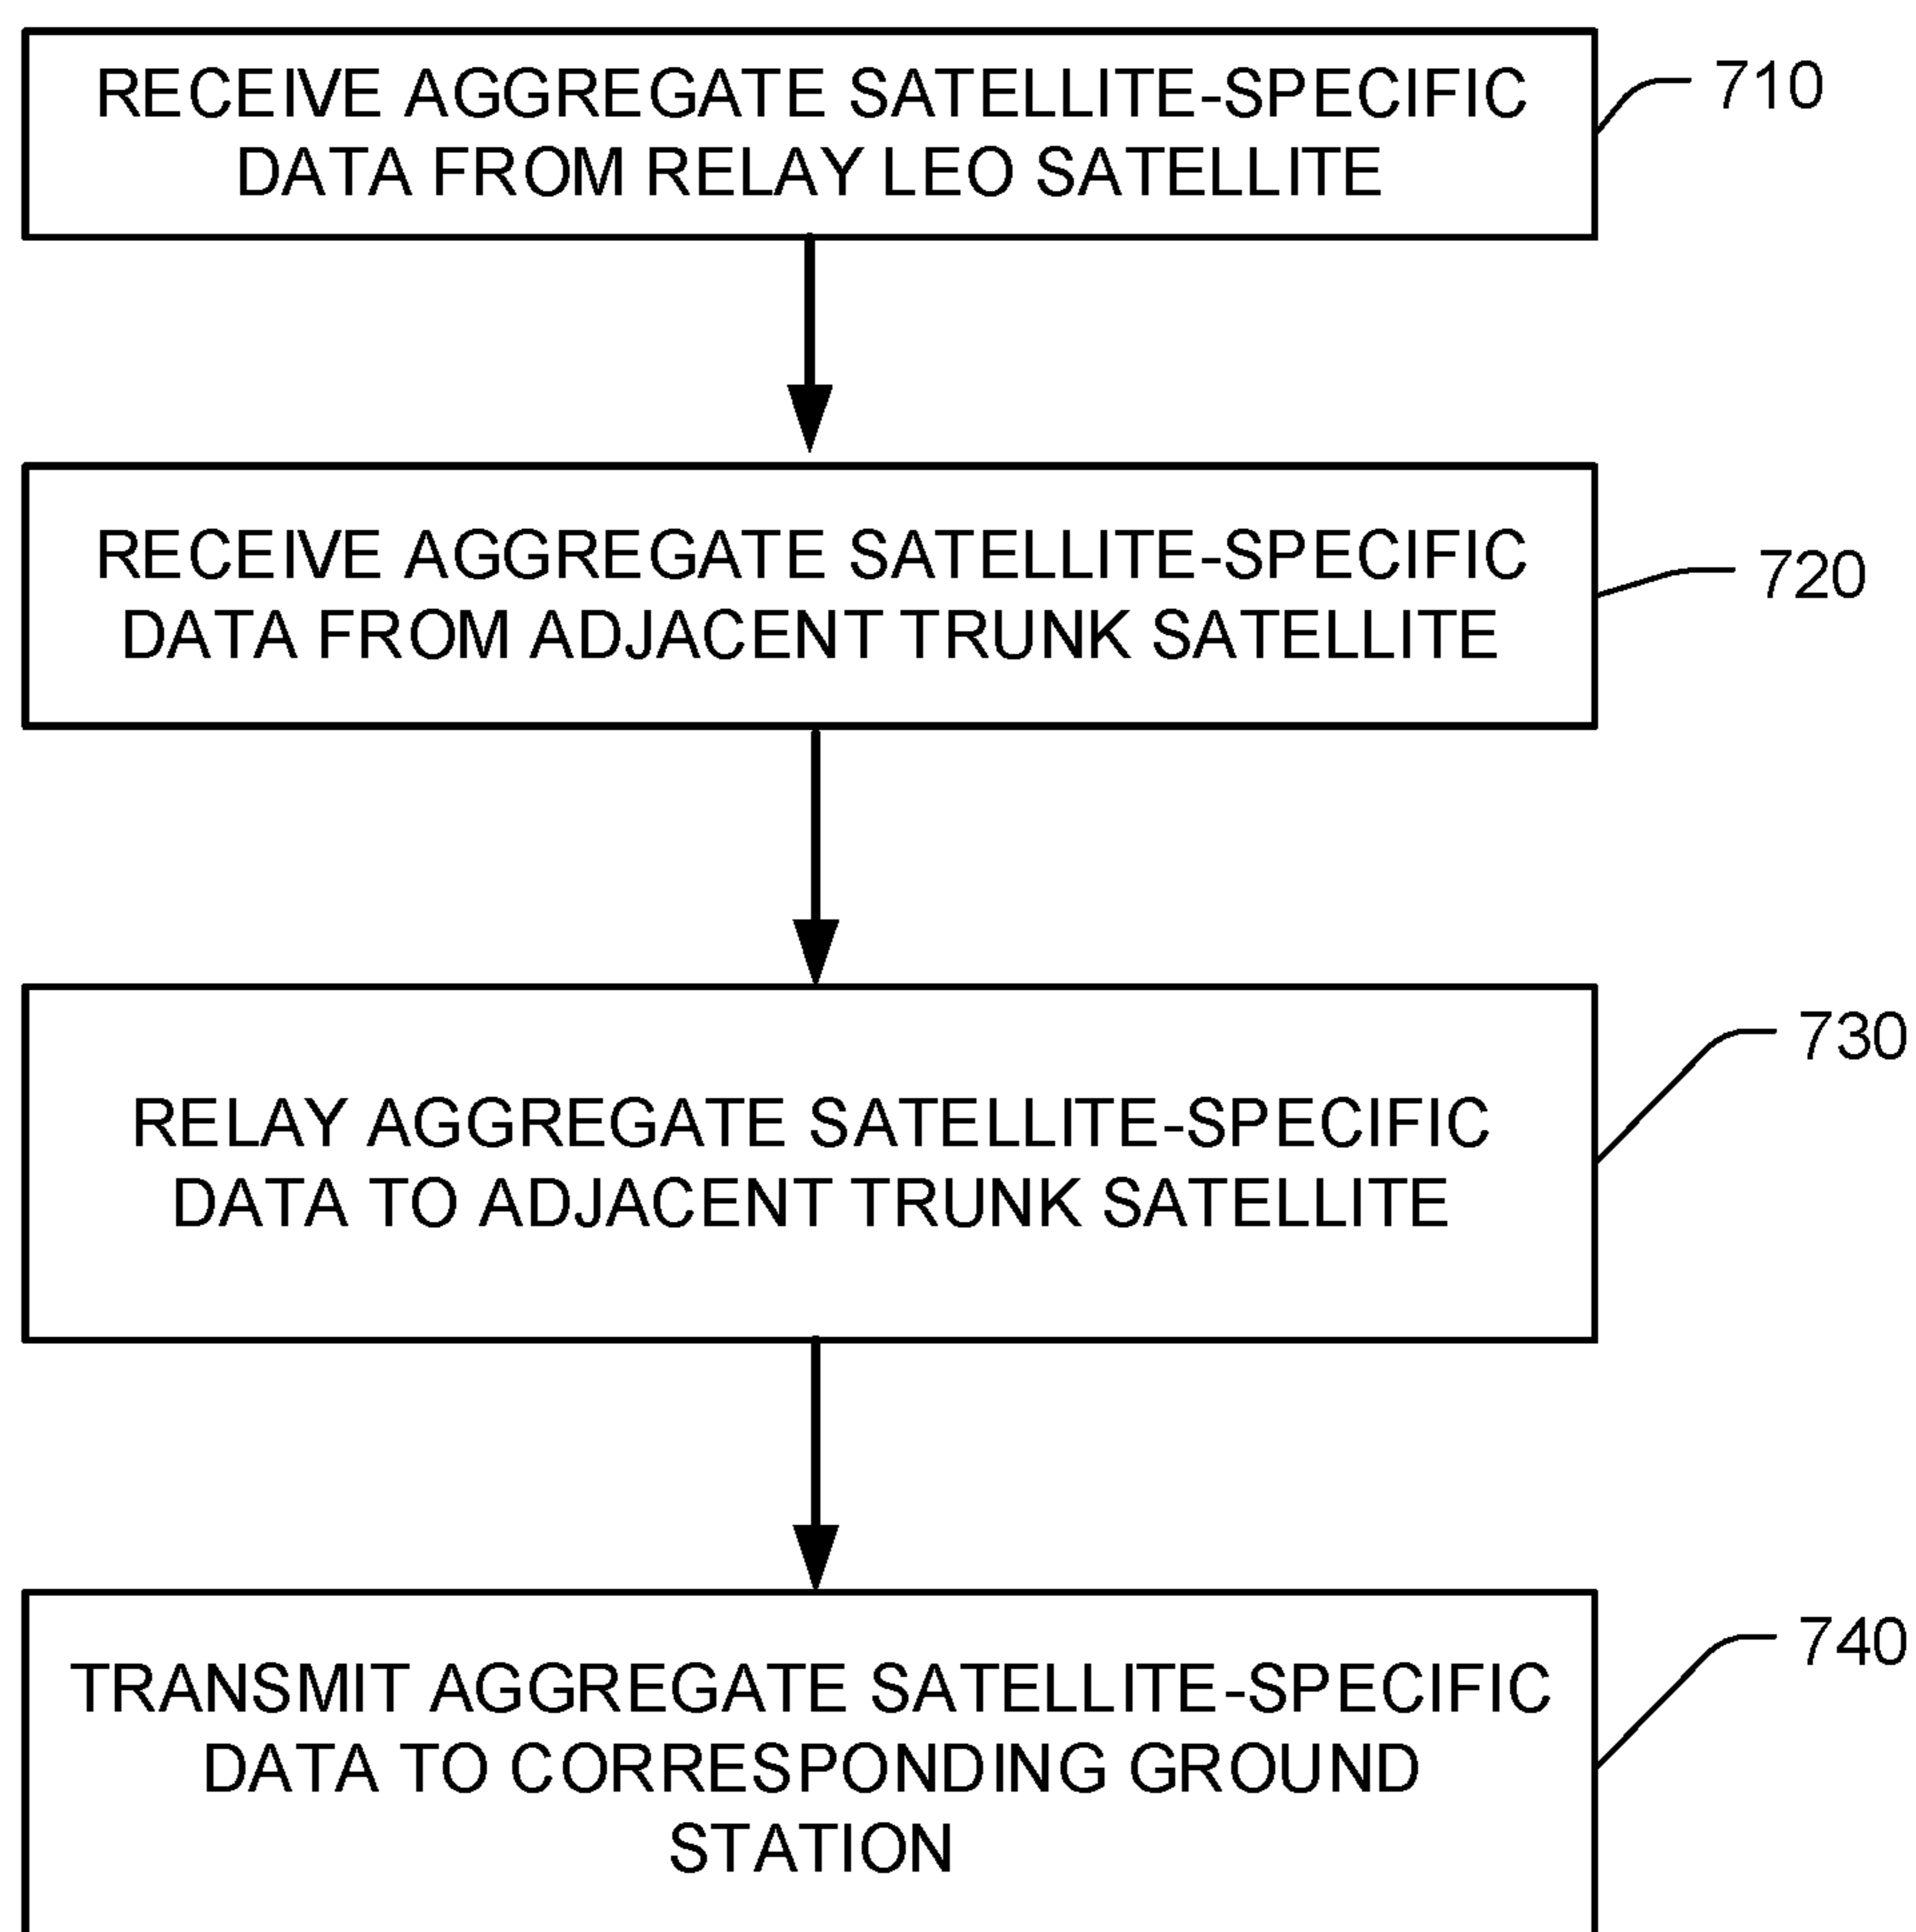 RECEIVE AGGREGATE SATELLITE-SPECIFIC
DATA FROM RELAY LEO SATELLITE
710
RECEIVE AGGREGATE SATELLITE-SPECIFIC
DATA FROM ADJACENT TRUNK SATELLITE
720
RELAY AGGREGATE SATELLITE-SPECIFIC
DATA TO ADJACENT TRUNK SATELLITE
730
TRANSMIT AGGREGATE SATELLITE-SPECIFIC
DATA TO CORRESPONDING GROUND
STATION
740